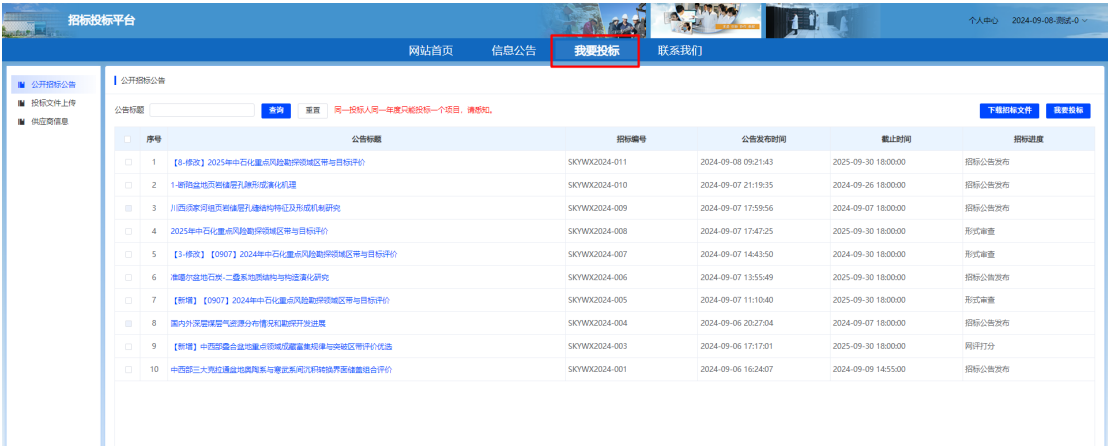 招标投标平台
个人中心 2024-09-08-测试-0
网站首页 信息公告 我要投标 联系我们
公开招标公告
投标文件上传
供应商信息
公开招标公告
公告标题 查询 重置 同一投标人同一年度只能投标一个项目，请感知。 下载招标文件 我要投标
序号 公告标题 招标编号 公告发布时间 截止时间 招标进度
1 【8-修改】2025年中石化重点风险勘探领域区带与目标评价 SKYWX2024-011 2024-09-08 09:21:43 2025-09-30 18:00:00 招标公告发布
2 1-断陷盆地页岩储层孔隙形成演化机理 SKYWX2024-010 2024-09-07 21:19:35 2024-09-26 18:00:00 招标公告发布
3 川西须家河组页岩储层孔缝结构特征及形成机制研究 SKYWX2024-009 2024-09-07 17:59:56 2024-09-07 18:00:00 招标公告发布
4 2025年中石化重点风险勘探领域区带与目标评价 SKYWX2024-008 2024-09-07 17:47:25 2025-09-30 18:00:00 形式审查
5 【3-修改】【0907】2024年中石化重点风险勘探领域区带与目标评价 SKYWX2024-007 2024-09-07 14:43:50 2024-09-30 18:00:00 形式审查
6 准噶尔盆地石炭-二叠系地质结构与构造演化研究 SKYWX2024-006 2024-09-07 13:55:49 2025-09-30 18:00:00 招标公告发布
7 【新增】【0907】2024年中石化重点风险勘探领域区带与目标评价 SKYWX2024-005 2024-09-07 11:10:40 2025-09-30 18:00:00 形式审查
8 国内外深层煤层气资源分布情况和勘探开发进展 SKYWX2024-004 2024-09-06 20:27:04 2024-09-07 18:00:00 招标公告发布
9 【新增】中西部叠合盆地重点领域成藏富集规律与突破区带评价优选 SKYWX2024-003 2024-09-06 17:17:01 2025-09-30 18:00:00 网评打分
10 中西部三大克拉通盆地奥陶系与寒武系间沉积转换界面储盖组合评价 SKYWX2024-001 2024-09-06 16:24:07 2024-09-09 14:55:00 招标公告发布